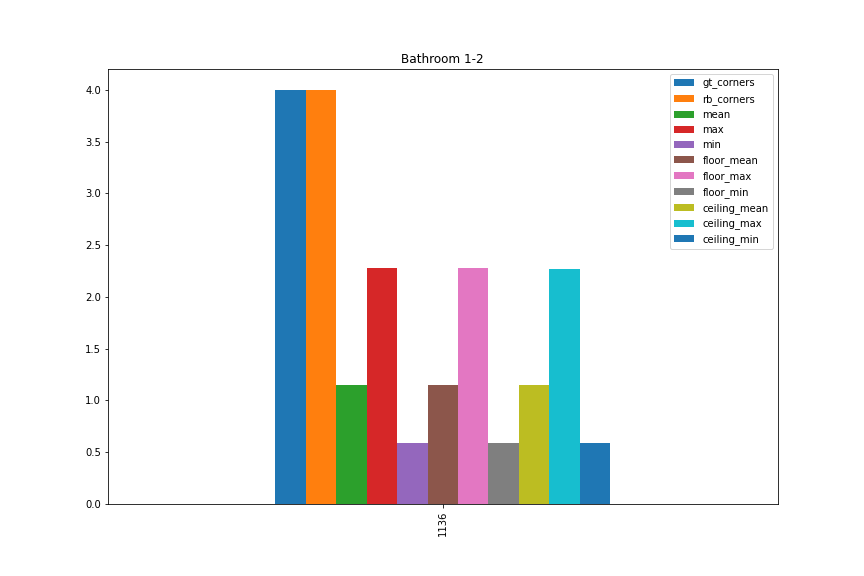 Bathroom 1-2
4.0
3.5
3.0
2.5
2.0
1.5
1.0
0.5
0.0
1136
gt_corners
rb_corners
mean
max
min
floor_mean
floor_max
floor_min
ceiling_mean
ceiling_max
ceiling_min